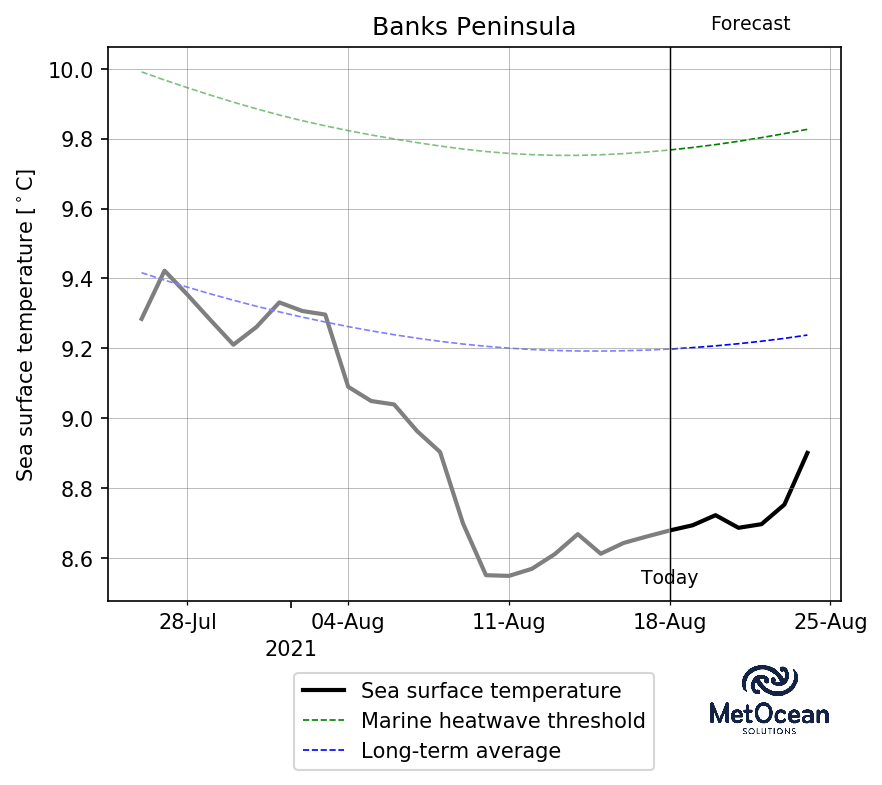 Banks Peninsula
Forecast
Sea surface temperature [°C]
10.0
9.8
9.6
9.4
9.2
9.0
8.8
8.6
Today
28-Jul 04-Aug 11-Aug 18-Aug 25-Aug
2021
Sea surface temperature
Marine heatwave threshold
Long-term average
MetOcean
SOLUTIONS